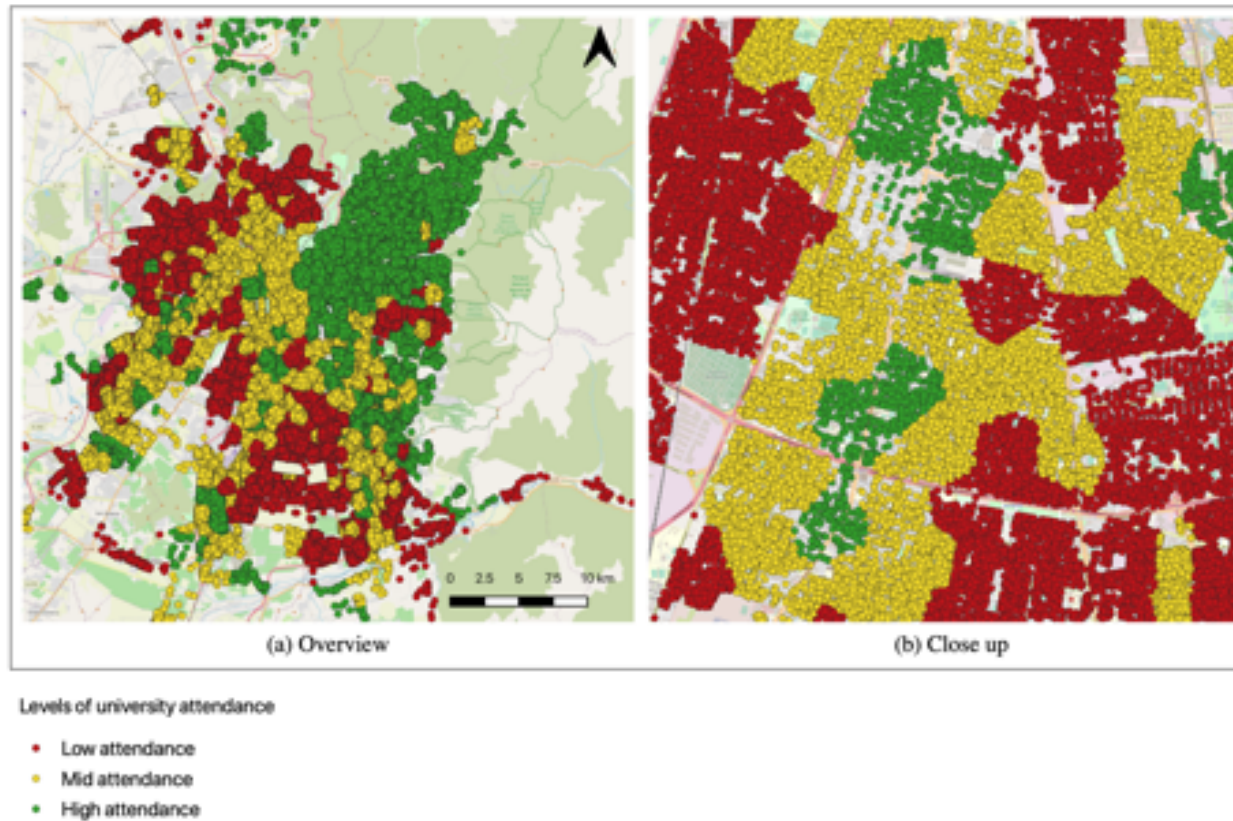 0 2.5 5 7.5 10 km
(a) Overview
(b) Close up
Levels of university attendance
Low attendance
Mid attendance
High attendance